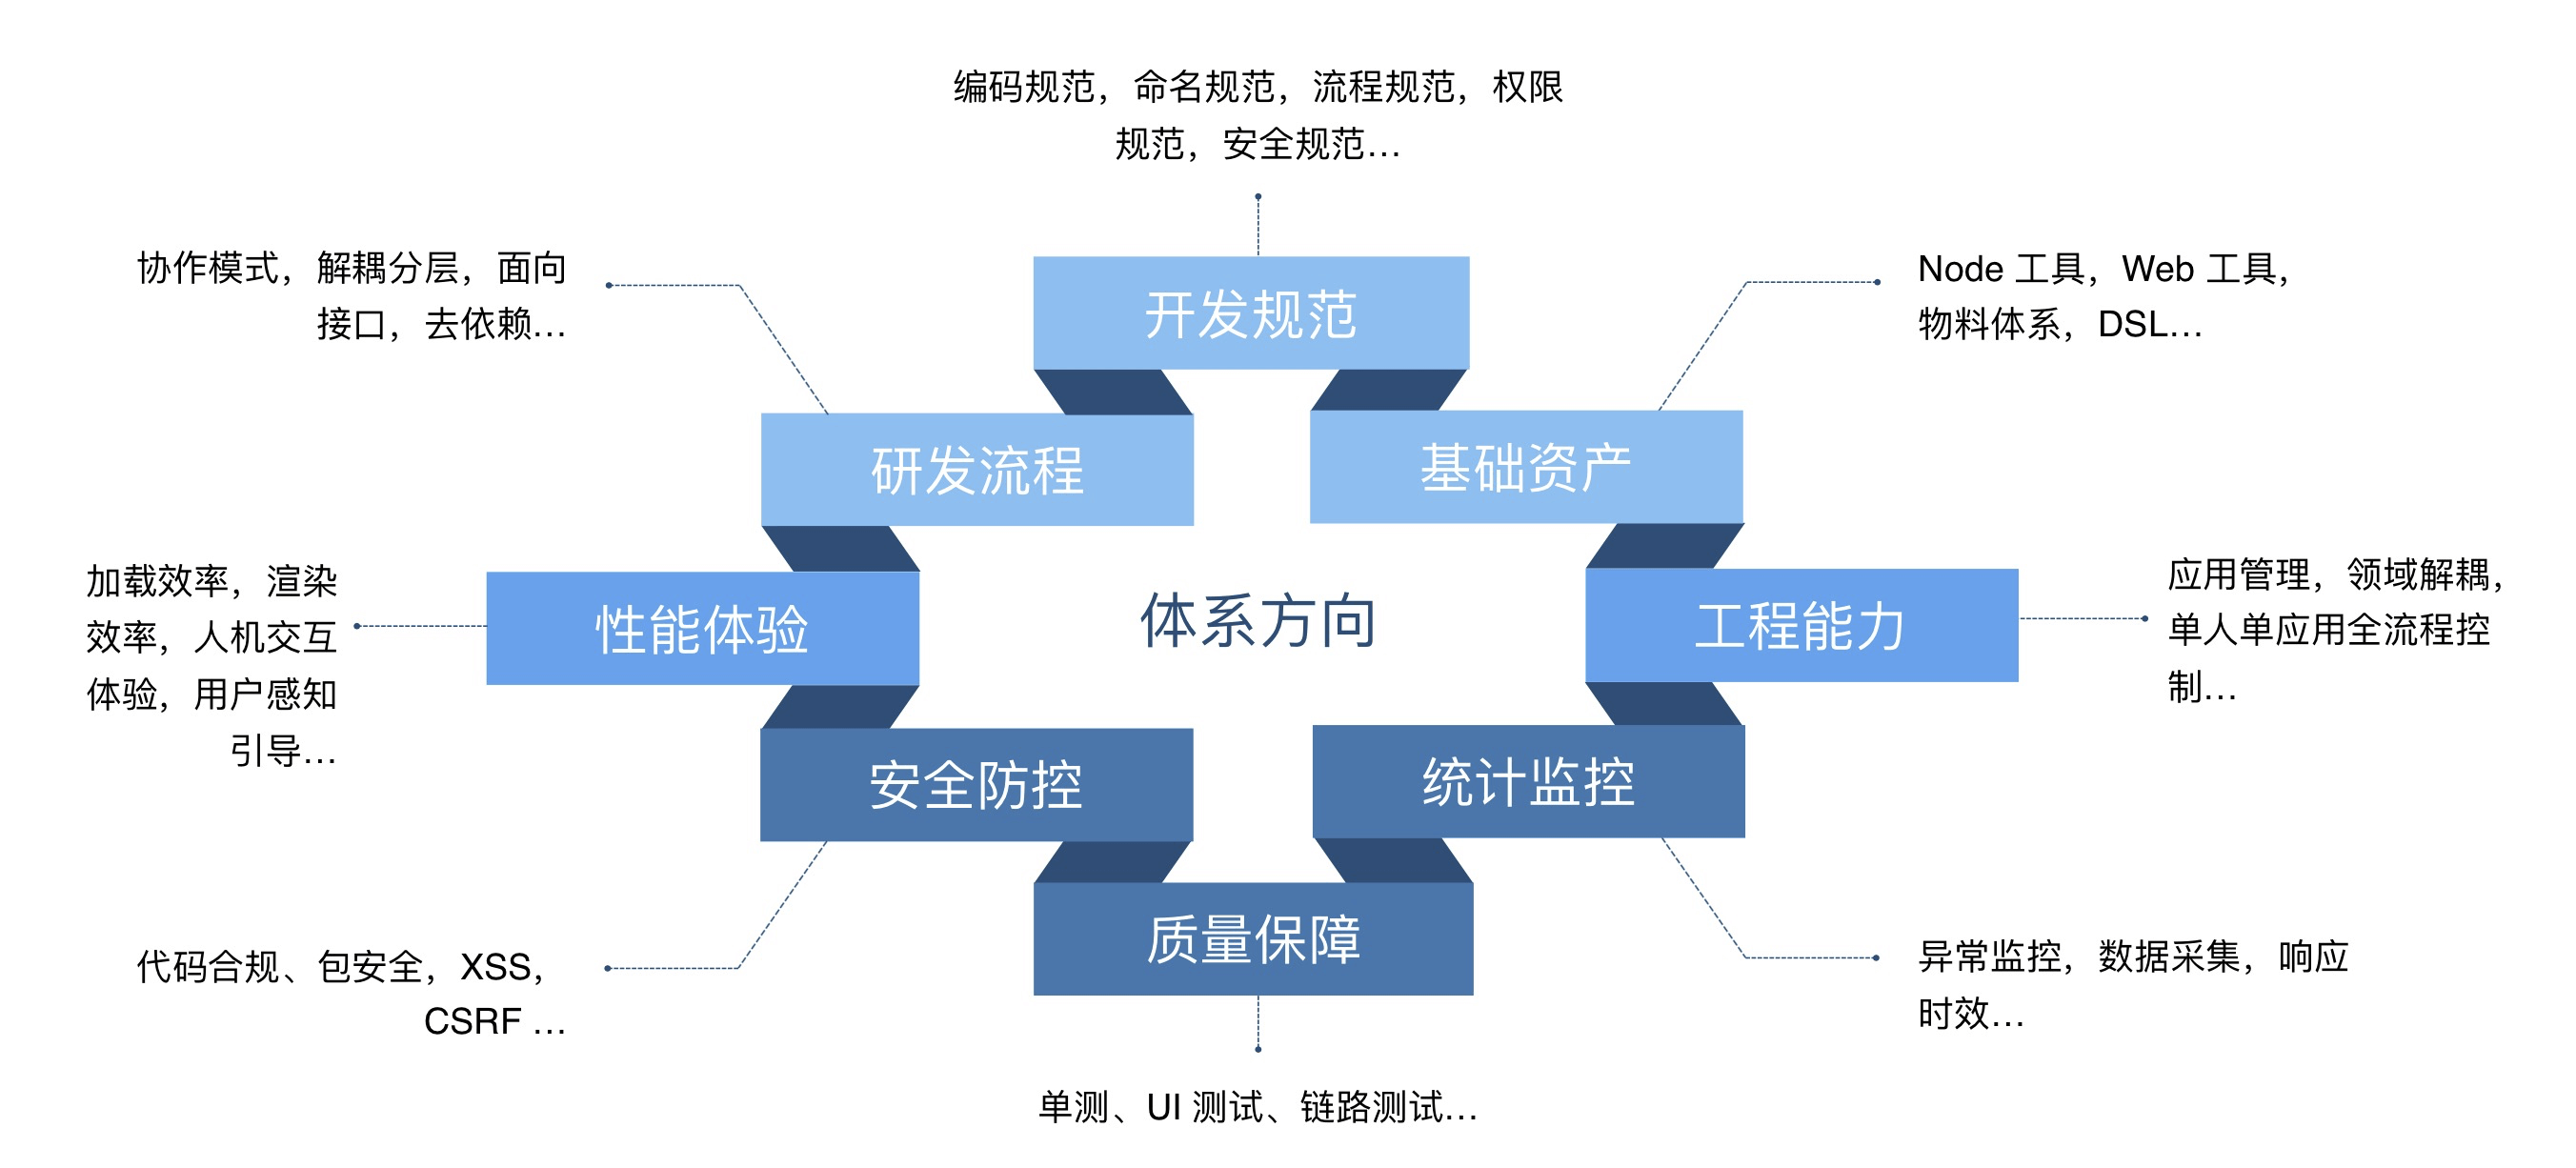 编码规范，命名规范，流程规范，权限
规范，安全规范…
协作模式，解耦分层，面向
接口，去依赖…
Node 工具，Web 工具，
物料体系，DSL…
开发规范
研发流程
基础资产
加载效率，渲染
效率，人机交互
体验，用户感知
引导…
性能体验
体系方向
工程能力
应用管理，领域解耦，
单人单应用全流程控
制…
安全防控
统计监控
质量保障
代码合规、包安全，XSS，
CSRF …
异常监控，数据采集，响应
时效…
单测、UI 测试、链路测试…